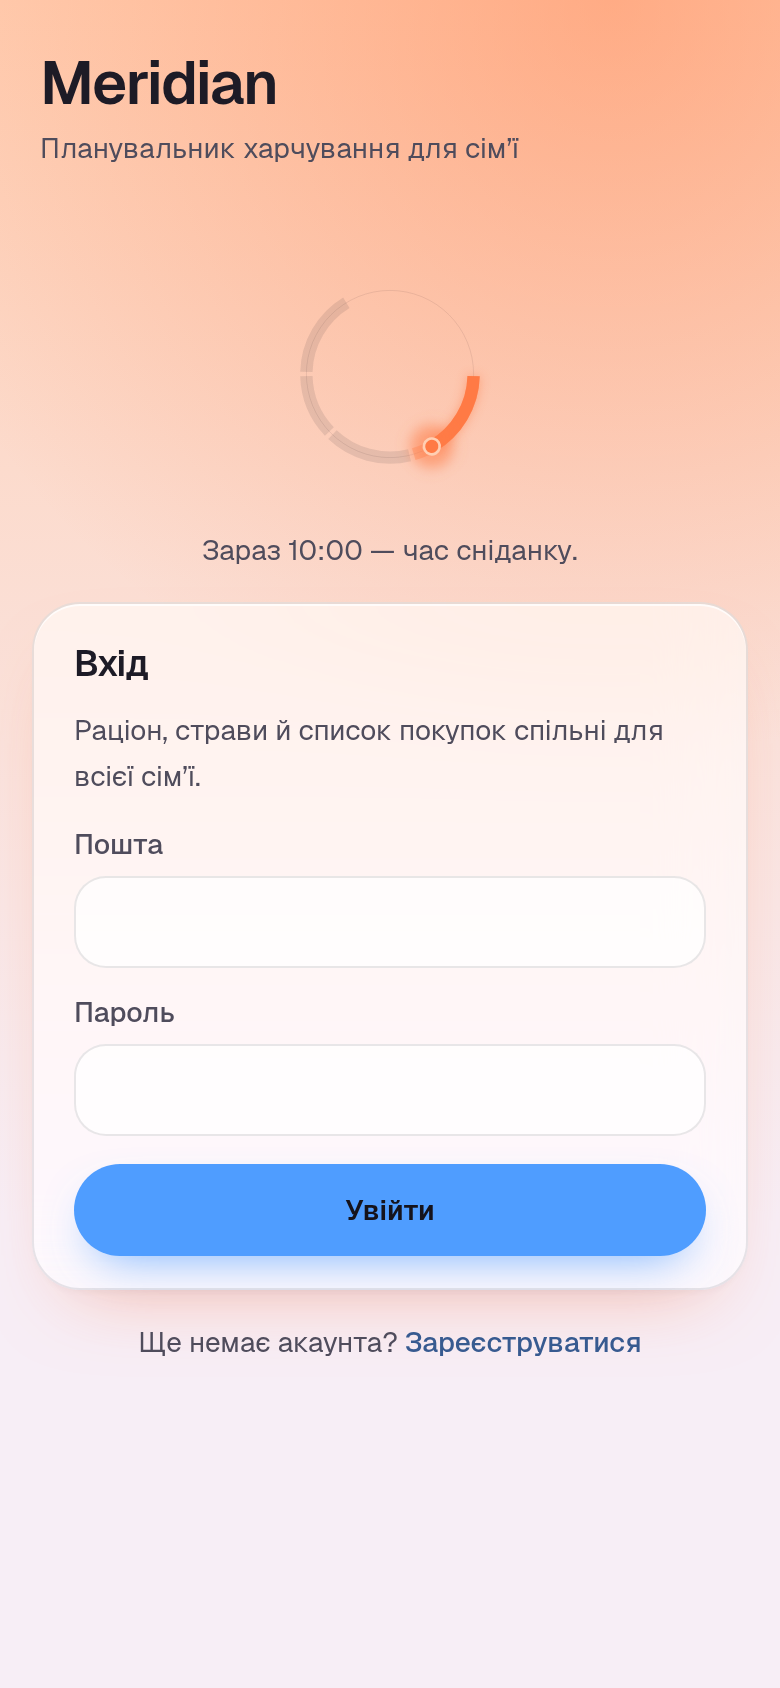 Meridian
Планувальник харчування для сім’ї
Зараз 10:00 — час сніданку.
Вхід
Раціон, страви й список покупок спільні для
всієї сім’ї.
Пошта
Пароль
Увійти
Ще немає акаунта? Зареєструватися